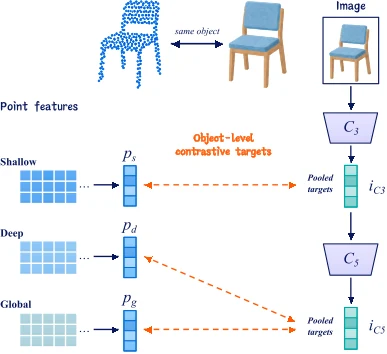 Image
same object
Point features
C3
Object-level
contrastive targets
Shallow
...
ps
Pooled
targets
iC3
Deep
...
pd
C5
Global
...
pg
Pooled
targets
iC5